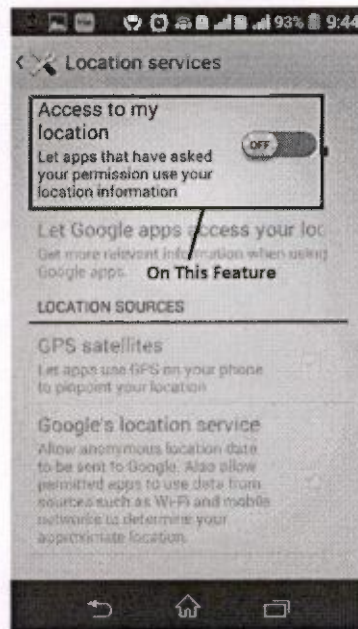 93% 9:44
Location services
Access to my
location
OFF
Let apps that have asked
your permission use your
location information
Let Google apps access your loc
Get more relevant information when using
Google apps.
On This Feature
LOCATION SOURCES
GPS satellites
Let apps use GPS on your phone
to pinpoint your location
Google's location service
Allow anonymous location data
to be sent to Google. Also allow
permitted apps to use data from
sources such as Wi-Fi and mobile
networks to determine your
approximate location.